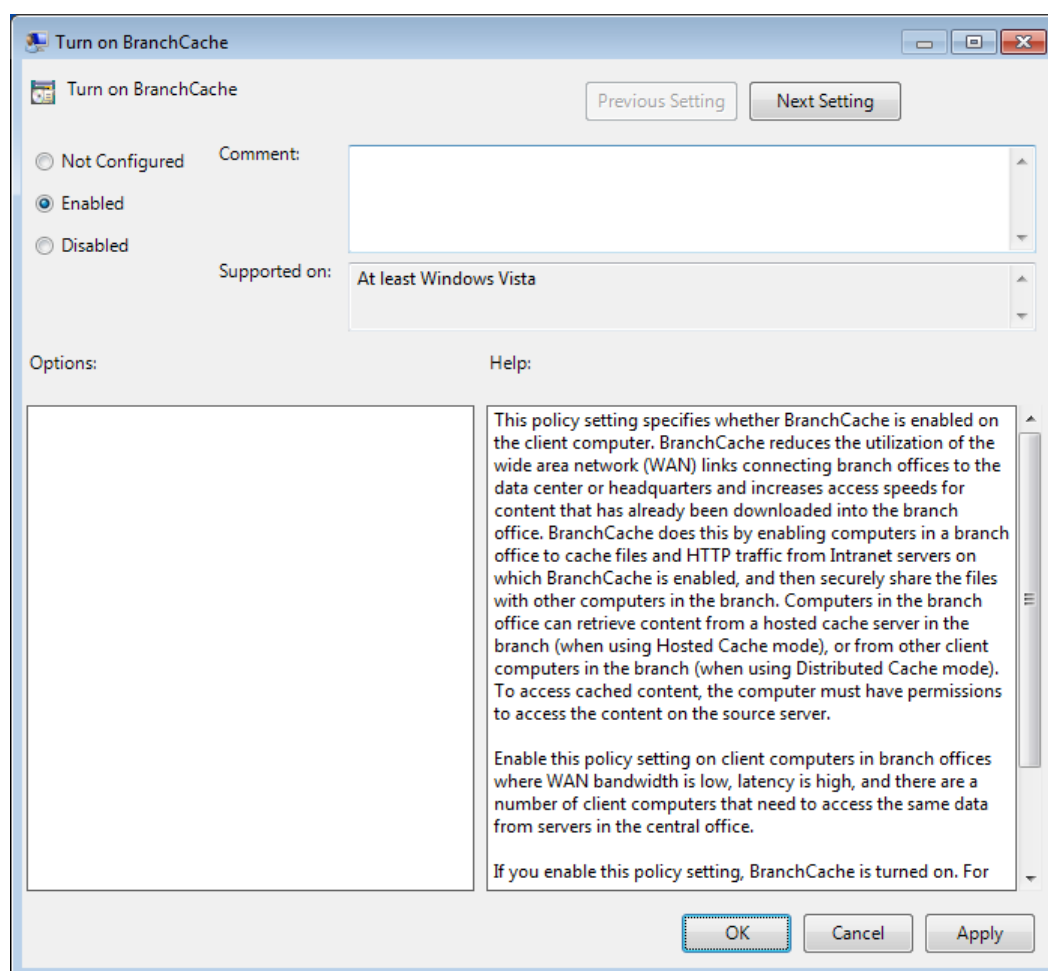 Turn on BranchCache
Turn on BranchCache
Previous Setting
Next Setting
Not Configured
Comment:
Enabled
Disabled
Supported on:
At least Windows Vista
Options:
Help:
This policy setting specifies whether BranchCache is enabled on
the client computer. BranchCache reduces the utilization of the
wide area network (WAN) links connecting branch offices to the
data center or headquarters and increases access speeds for
content that has already been downloaded into the branch
office. BranchCache does this by enabling computers in a branch
office to cache files and HTTP traffic from Intranet servers on
which BranchCache is enabled, and then securely share the files
with other computers in the branch. Computers in the branch
office can retrieve content from a hosted cache server in the
branch (when using Hosted Cache mode), or from other client
computers in the branch (when using Distributed Cache mode).
To access cached content, the computer must have permissions
to access the content on the source server.
Enable this policy setting on client computers in branch offices
where WAN bandwidth is low, latency is high, and there are a
number of client computers that need to access the same data
from servers in the central office.
If you enable this policy setting, BranchCache is turned on. For
OK
Cancel
Apply